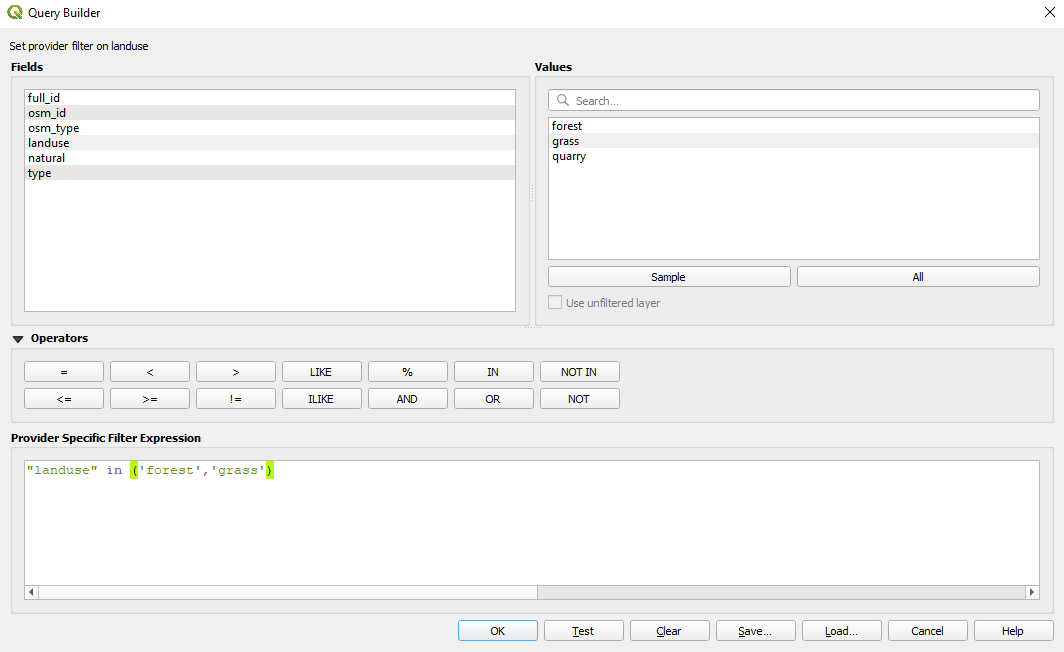 Query Builder
Set provider filter on landuse
Fields
full_id
osm_id
osm_type
landuse
natural
type
Values
Search...
forest
grass
quarry
Sample All
Use unfiltered layer
Operators
= < > LIKE % IN NOT IN
<= >= != ILIKE AND OR NOT
Provider Specific Filter Expression
"landuse" in ('forest','grass')
OK Test Clear Save... Load... Cancel Help